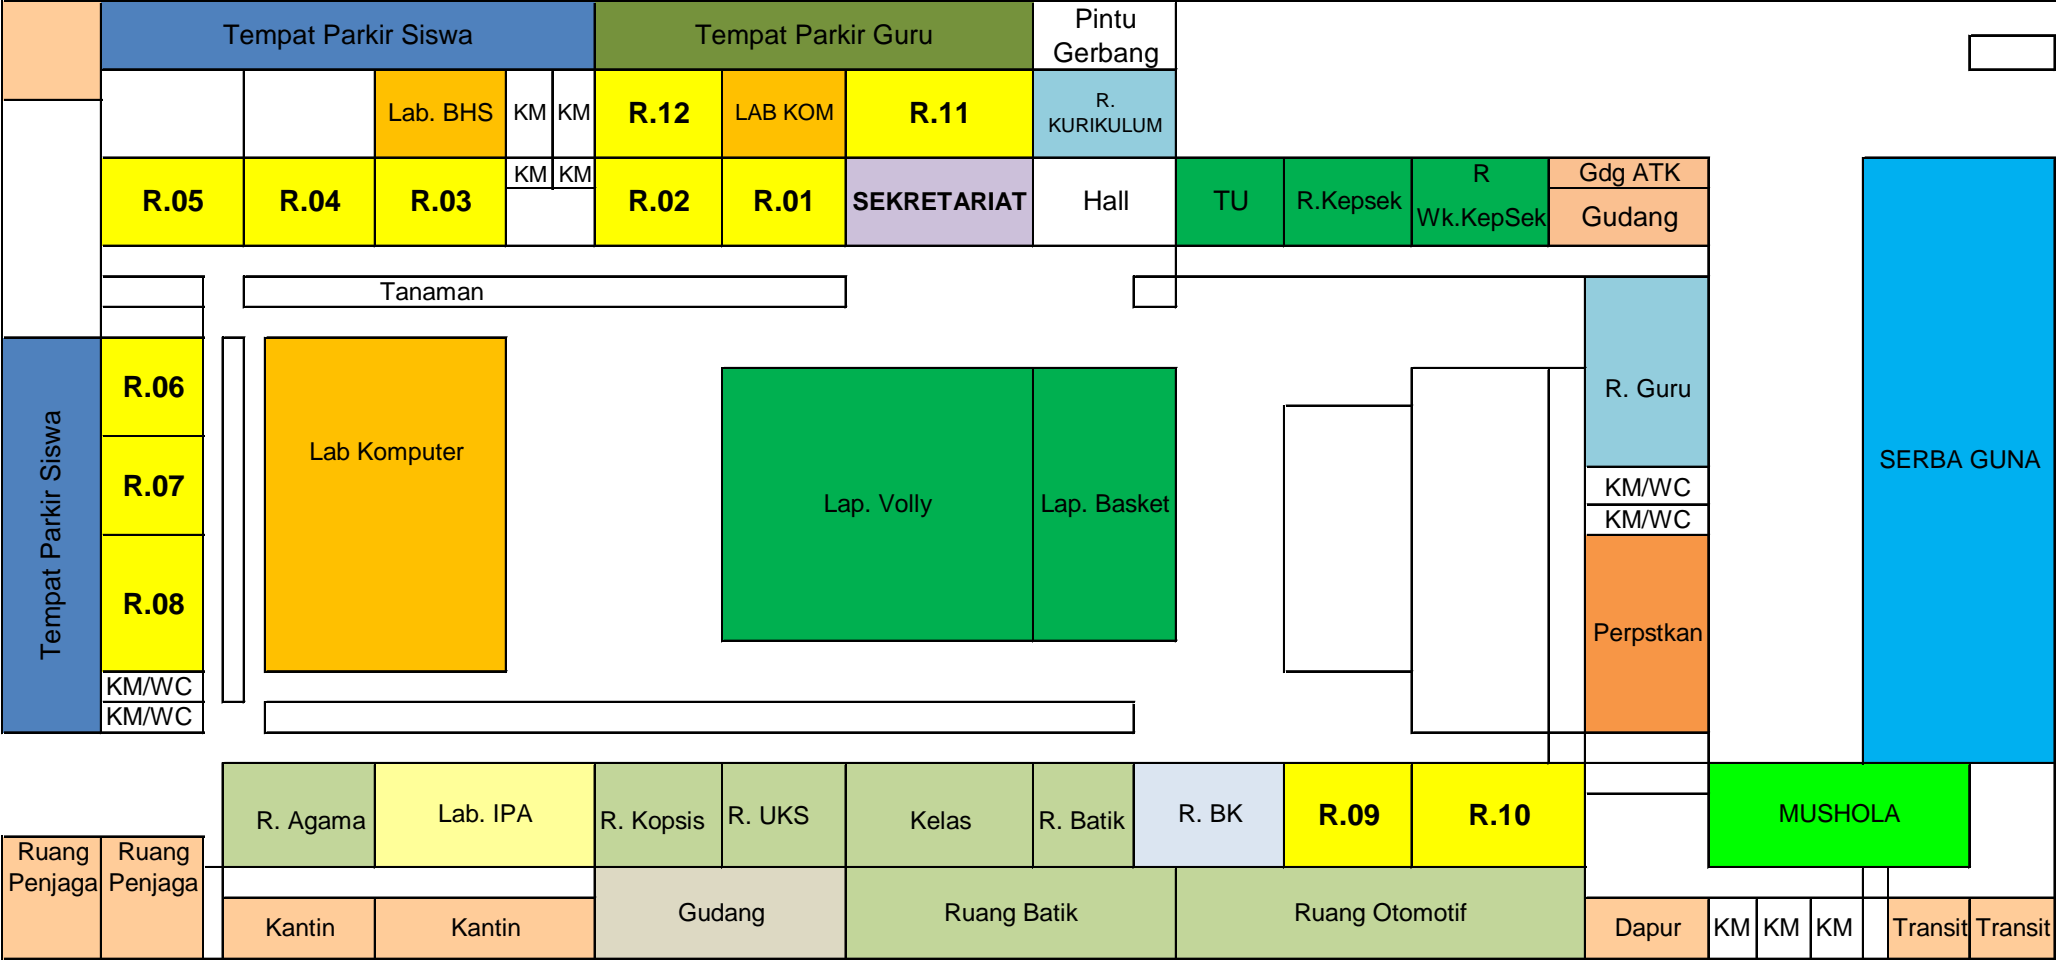 Tempat Parkir Siswa
Tempat Parkir Guru
Pintu
Gerbang
Lab. BHS
KM
KM
R.12
LAB KOM
R.11
R.
KURIKULUM
R.05
R.04
R.03
KM
KM
R.02
R.01
SEKRETARIAT
Hall
TU
R.Kepsek
R
Wk.KepSek
Gdg ATK
Gudang
Tanaman
Tempat Parkir Siswa
R.06
R.07
R.08
KM/WC
KM/WC
Lab Komputer
Lap. Volly
Lap. Basket
R. Guru
KM/WC
KM/WC
Perpstkan
SERBA GUNA
R. Agama
Lab. IPA
R. Kopsis
R. UKS
Kelas
R. Batik
R. BK
R.09
R.10
MUSHOLA
Ruang
Penjaga
Ruang
Penjaga
Kantin
Kantin
Gudang
Ruang Batik
Ruang Otomotif
Dapur
KM
KM
KM
Transit
Transit